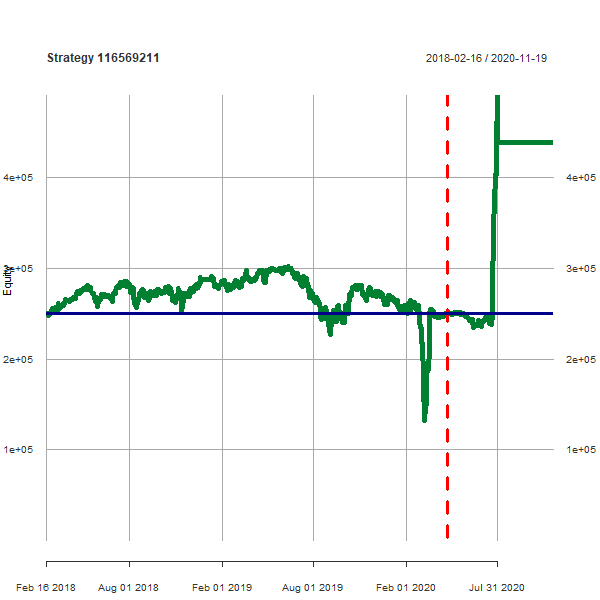 Strategy 116569211
2018-02-16 / 2020-11-19
4e+05
4e+05
3e+05
3e+05
Equity
2e+05
2e+05
1e+05
1e+05
Feb 16 2018
Aug 01 2018
Feb 01 2019
Aug 01 2019
Feb 01 2020
Jul 31 2020